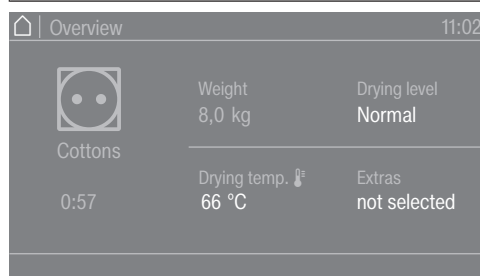 Overview
11:02
Cottons
0:57
Weight
8,0 kg
Drying level
Normal
Drying temp.
66 °C
Extras
not selected